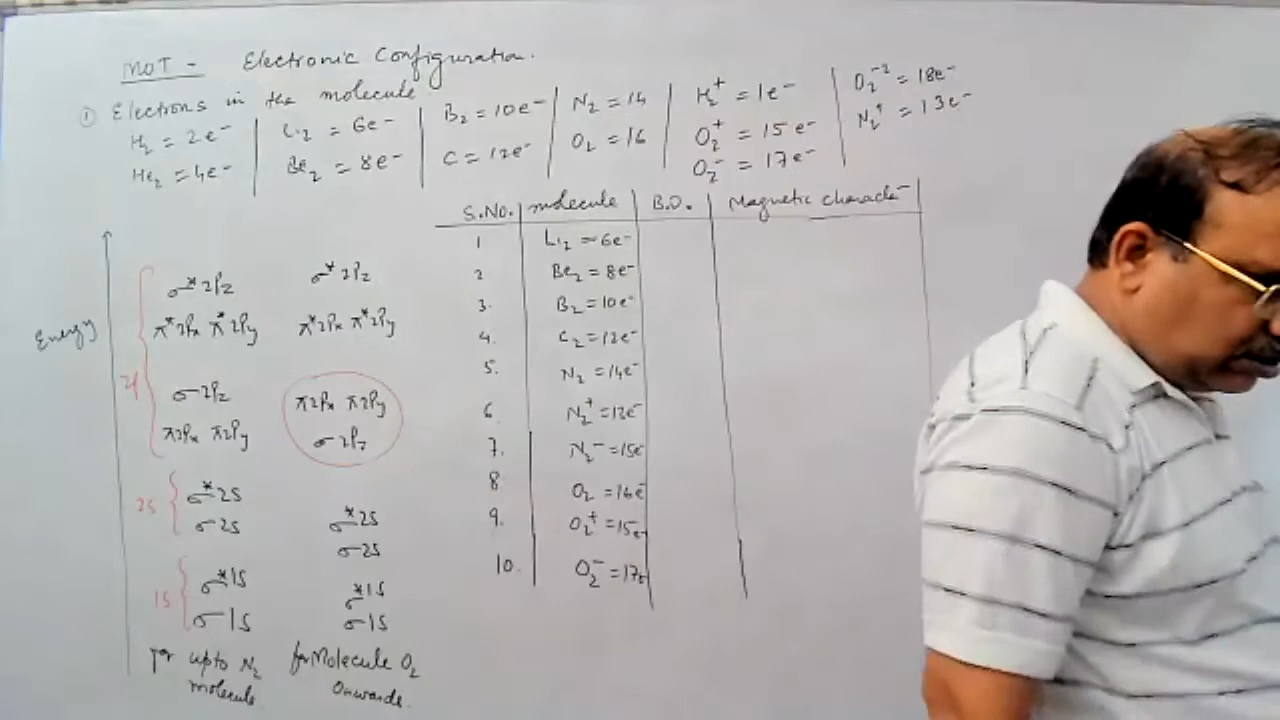 MOT - Electronic Configuration.
① Electrons in the molecule
H₂ = 2e⁻
He₂ = 4e⁻
Li₂ = 6e⁻
Be₂ = 8e⁻
B₂ = 10e⁻
C = 12e⁻
N₂ = 14
O₂ = 16
H₂⁺ = 1e⁻
O₂⁺ = 15e⁻
O₂⁻ = 17e⁻
O₂⁻² = 18e⁻
N₂⁺ = 13e⁻
Energy
2p
σ*2Pz
π*2Px π*2Py
σ2Pz
π2Px π2Py
2S
σ*2S
σ2S
1S
σ*1S
σ1S
for upto N₂
molecule
σ*2Pz
π*2Px π*2Py
π2Px π2Py
σ2Pz
σ*2S
σ2S
σ*1S
σ1S
for Molecule O₂
Onwards.
S.No. molecule B.O. Magnetic character
1 Li₂ = 6e⁻
2 Be₂ = 8e⁻
3. B₂ = 10e⁻
4. C₂ = 12e⁻
5. N₂ = 14e⁻
6. N₂⁺ = 13e⁻
7. N₂⁻ = 15e⁻
8 O₂ = 16e⁻
9. O₂⁺ = 15e⁻
10. O₂⁻ = 17e